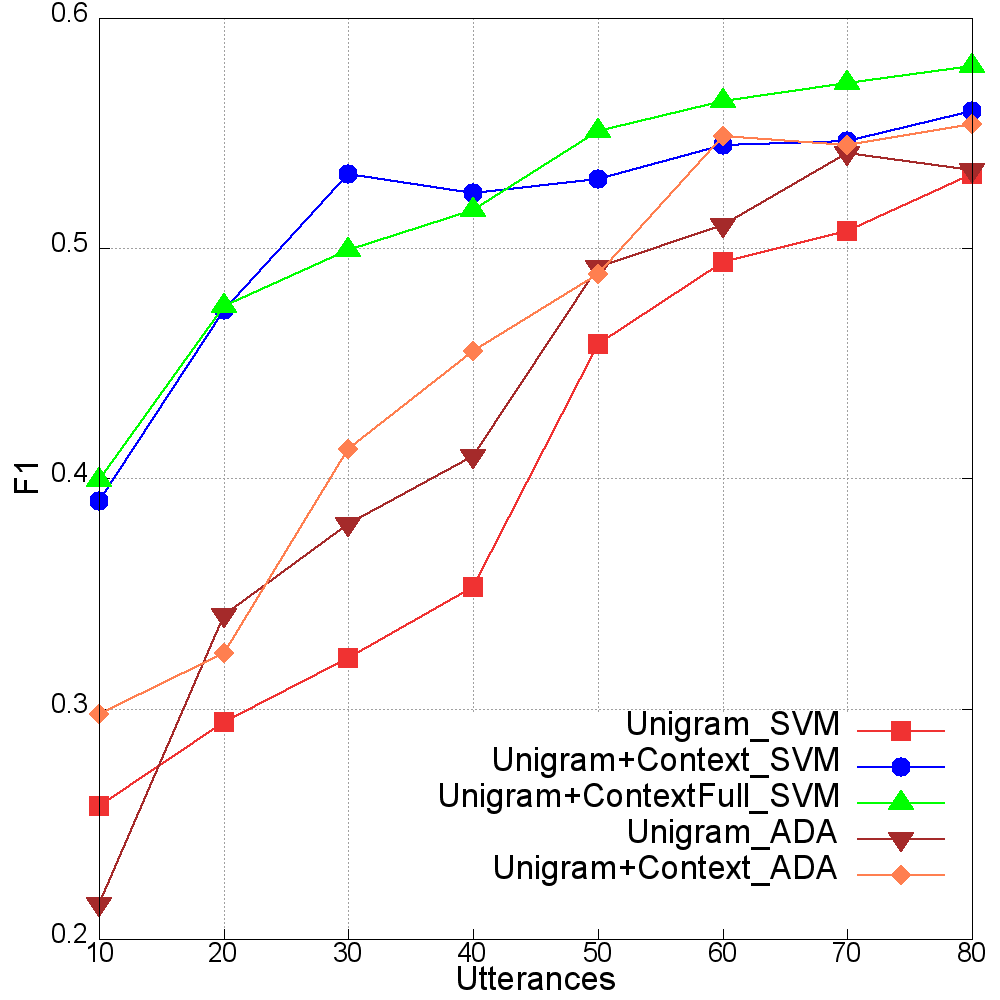 0.6
0.5
0.4
0.3
0.2
F1
Unigram_SVM
Unigram+Context_SVM
Unigram+ContextFull_SVM
Unigram_ADA
Unigram+Context_ADA
10 20 30 40 50 60 70 80
Utterances